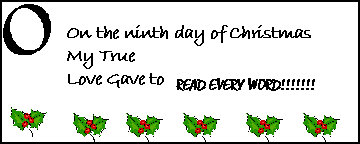 O
On the ninth day of Christmas
My True
Love Gave to READ EVERY WORD!!!!!!!